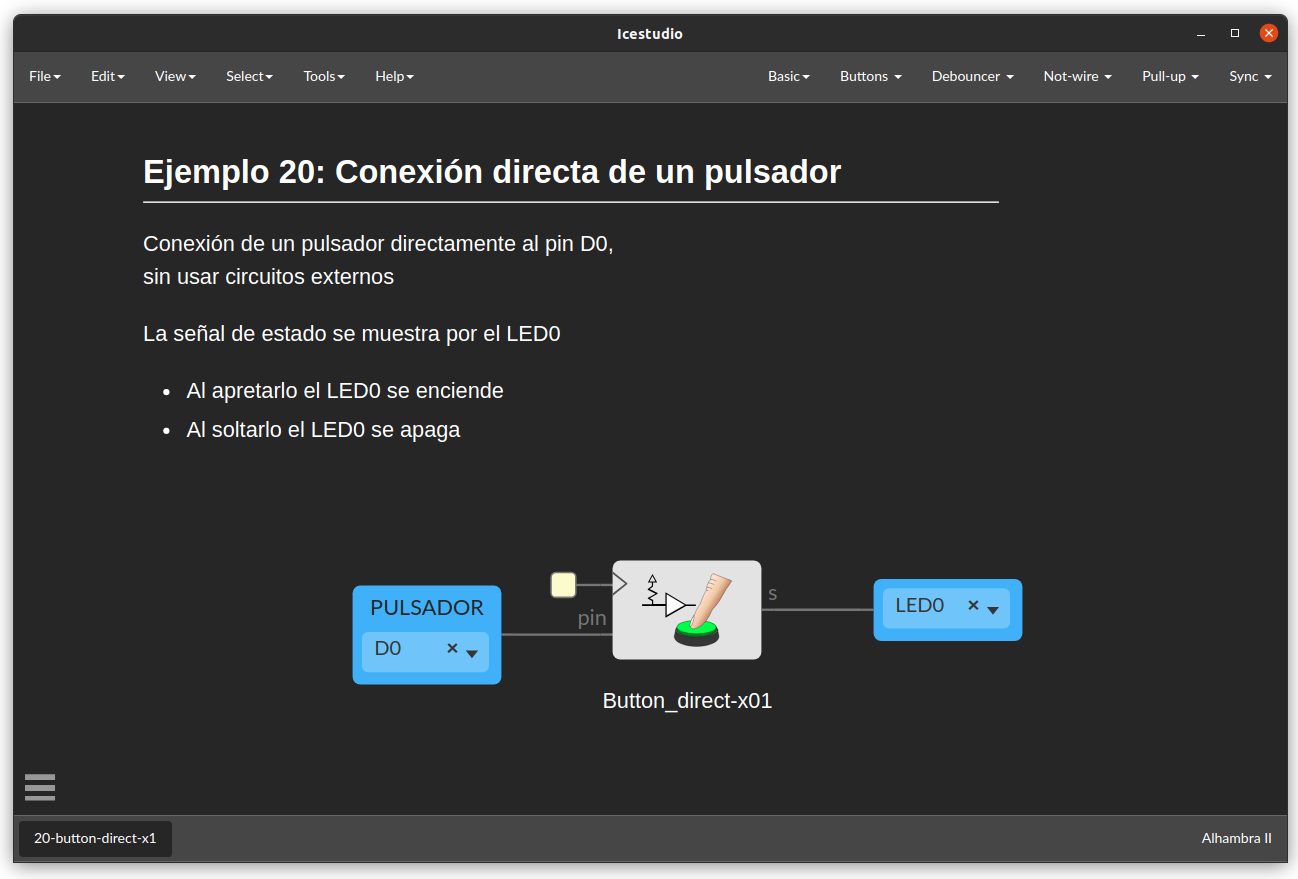 Icestudio
File Edit View Select Tools Help Basic Buttons Debouncer Not-wire Pull-up Sync
Ejemplo 20: Conexión directa de un pulsador
Conexión de un pulsador directamente al pin D0,
sin usar circuitos externos
La señal de estado se muestra por el LED0
• Al apretarlo el LED0 se enciende
• Al soltarlo el LED0 se apaga
PULSADOR
D0
pin
s
LED0
Button_direct-x01
20-button-direct-x1
Alhambra II